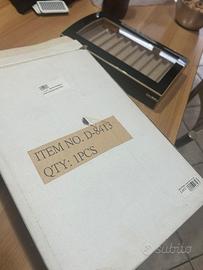 ITEM NO. D-8413
QTY: 1PCS
subito